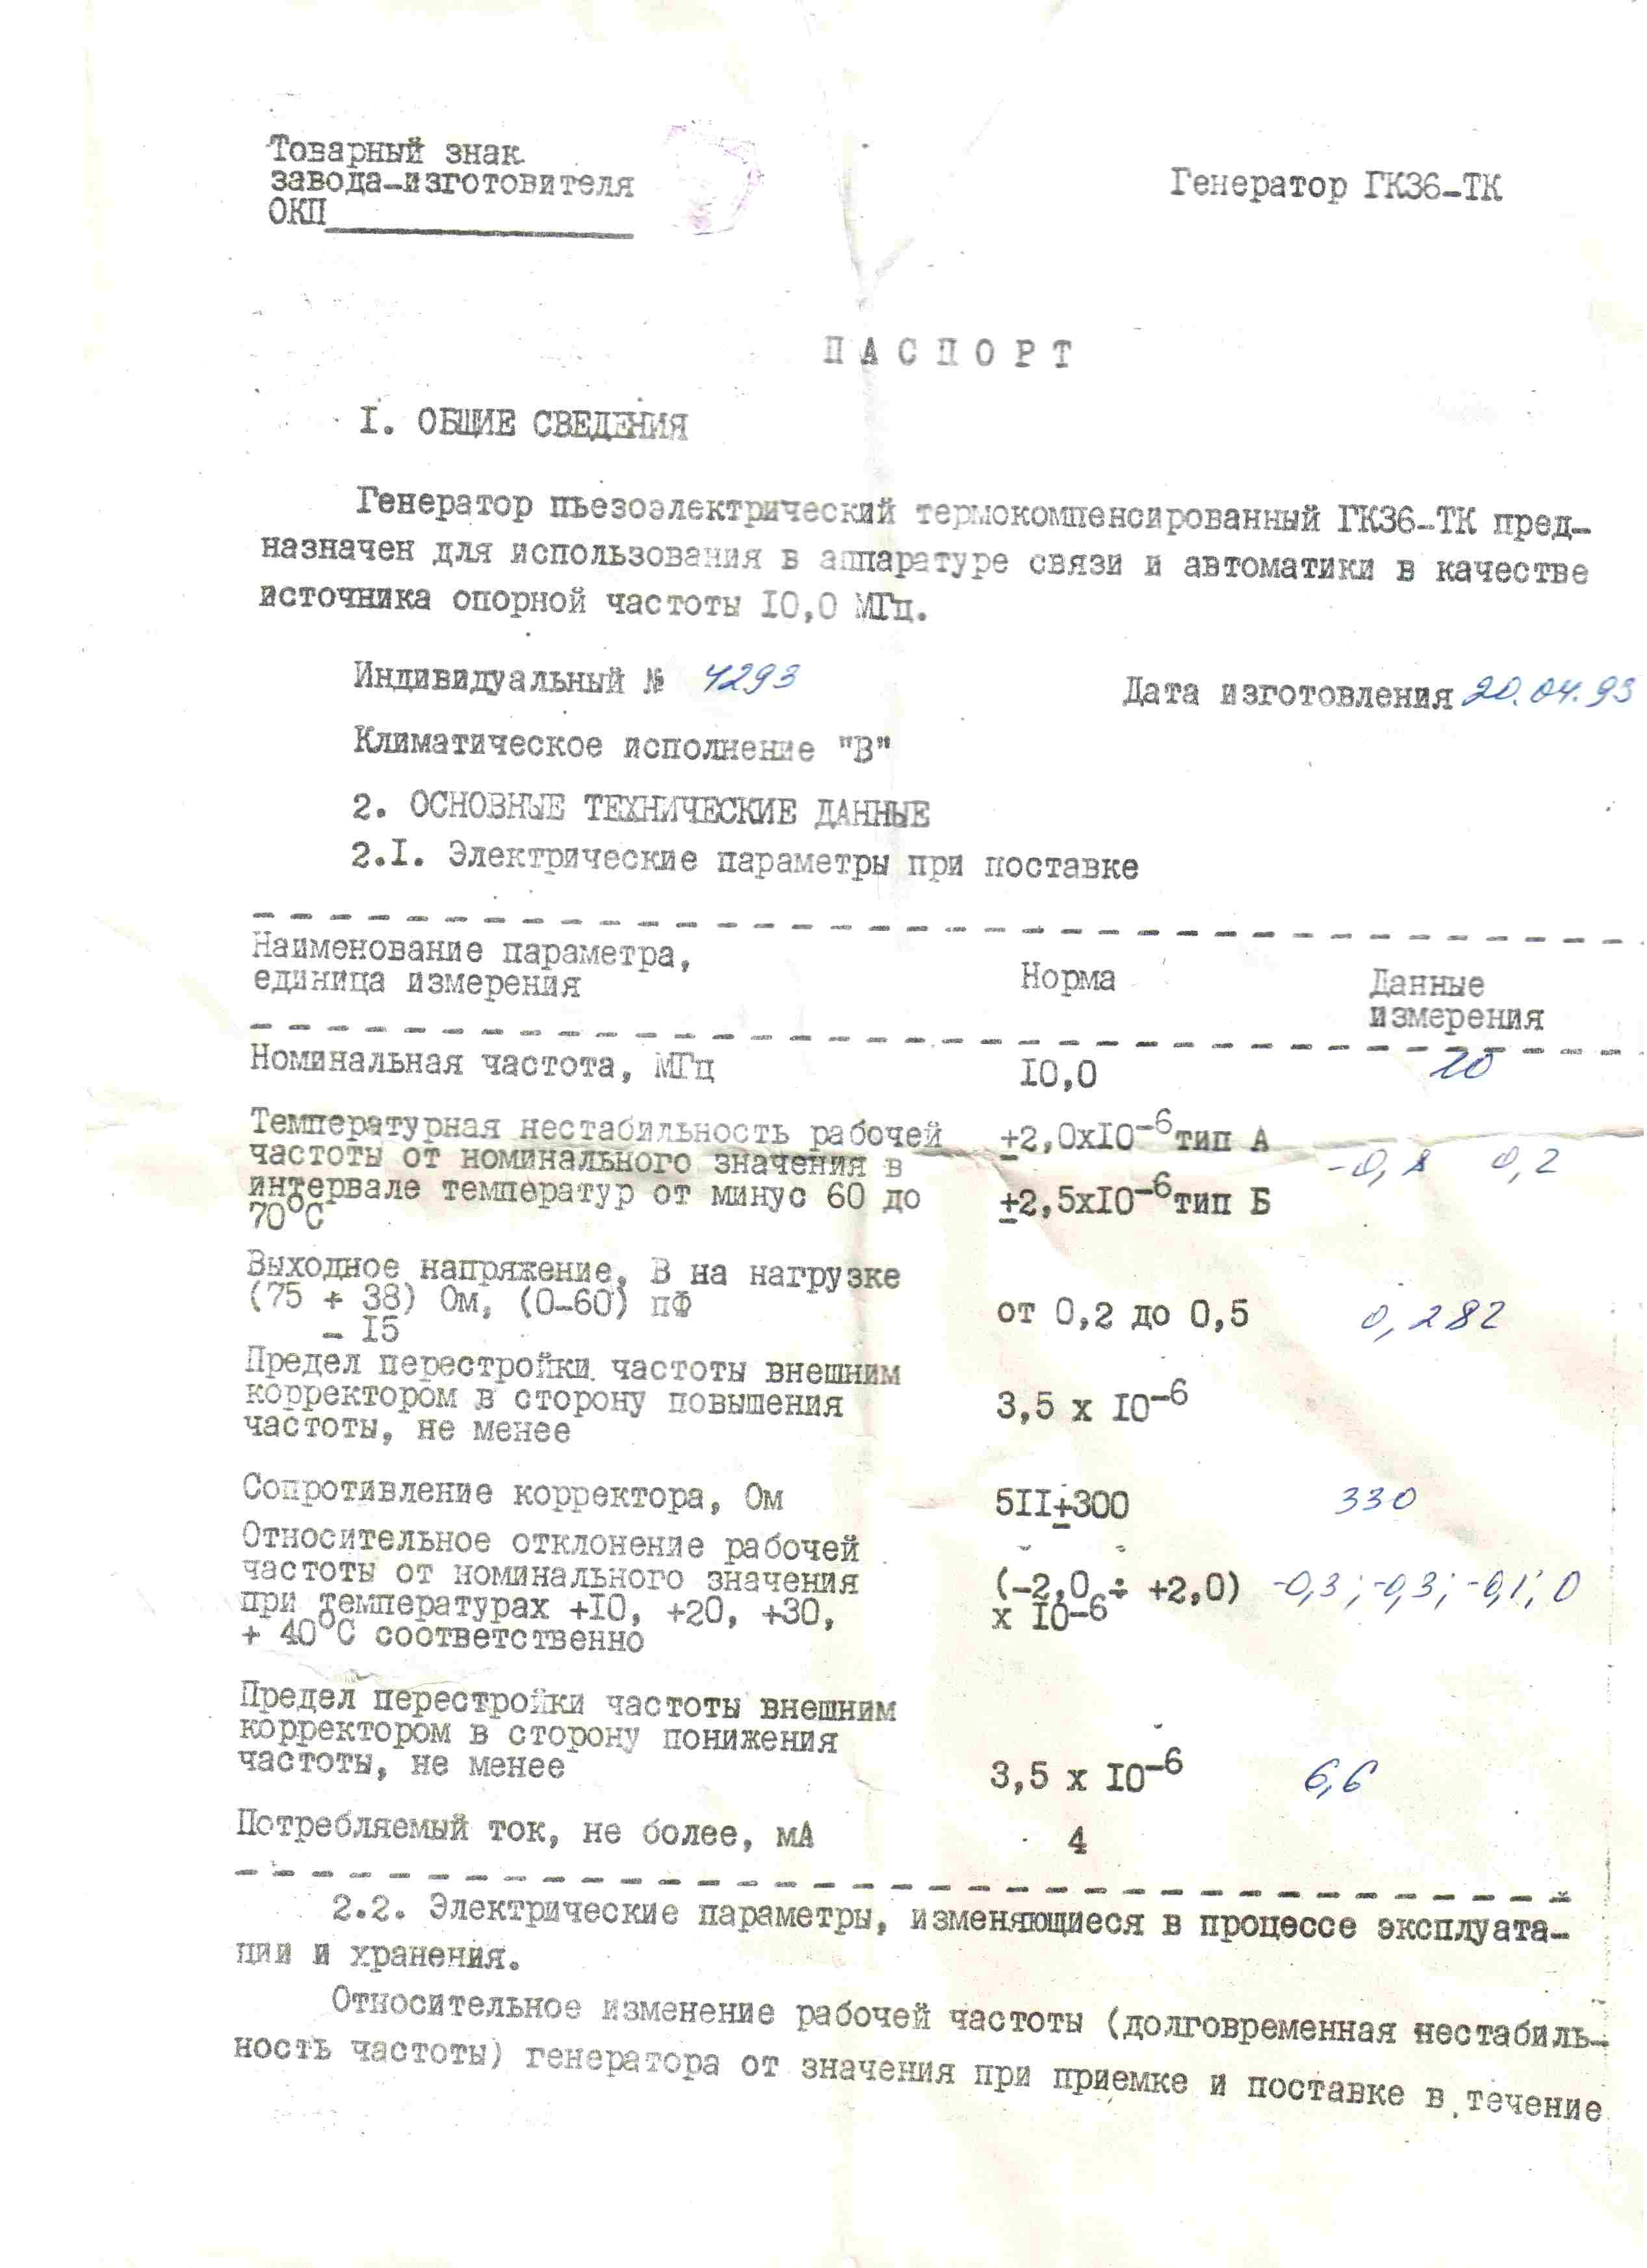 Товарный знак
завода-изготовителя
ОКП
Генератор ГК36-ТК
ПАСПОРТ
I. ОБЩИЕ СВЕДЕНИЯ
Генератор пьезоэлектрический термокомпенсированный ГК36-ТК пред-
назначен для использования в аппаратуре связи и автоматики в качестве
источника опорной частоты I0,0 МГц.
Индивидуальный № 4293 Дата изготовления 20.04.93
Климатическое исполнение "В"
2. ОСНОВНЫЕ ТЕХНИЧЕСКИЕ ДАННЫЕ
2.I. Электрические параметры при поставке
Наименование параметра,
единица измерения
Норма
Данные
измерения
Номинальная частота, МГц I0,0 10
Температурная нестабильность рабочей ±2,0xI0-6 тип А
частоты от номинального значения в 0,2
интервале температур от минус 60 до ±2,5xI0-6 тип Б
70°С
Выходное напряжение, В на нагрузке
(75 + 38) Ом, (0-60) пФ от 0,2 до 0,5 0,282
- I5
Предел перестройки частоты внешним
корректором в сторону повышения 3,5 x I0-6
частоты, не менее
Сопротивление корректора, Ом 5II±300 330
Относительное отклонение рабочей
частоты от номинального значения (-2,0 ÷ +2,0) -0,3; -0,3; -0,1; 0
при температурах +I0, +20, +30, x I0-6
+ 40°С соответственно
Предел перестройки частоты внешним
корректором в сторону понижения
частоты, не менее 3,5 x I0-6 6,6
Потребляемый ток, не более, мА 4
2.2. Электрические параметры, изменяющиеся в процессе эксплуата-
ции и хранения.
Относительное изменение рабочей частоты (долговременная нестабиль-
ность частоты) генератора от значения при приемке и поставке в течение